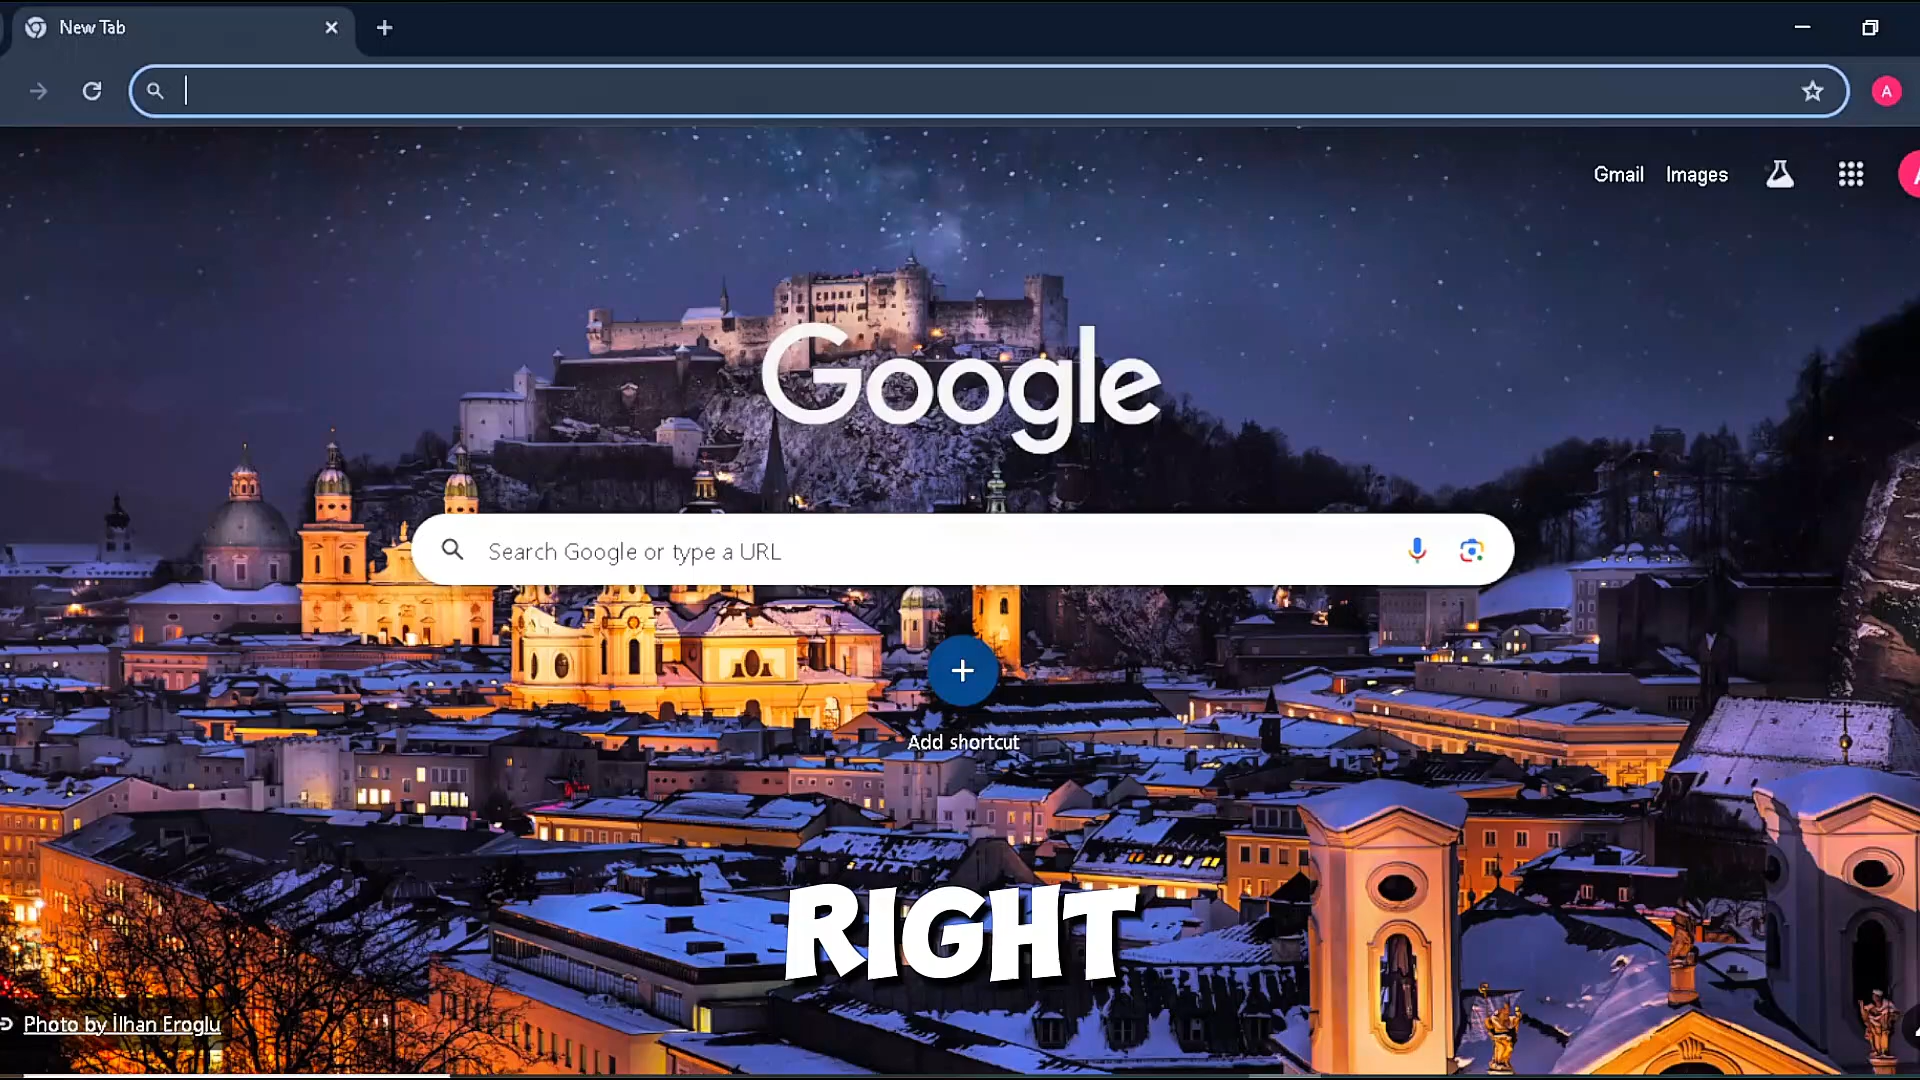 New Tab
A
Gmail Images
Google
Search Google or type a URL
Add shortcut
RIGHT
Photo by İlhan Eroglu